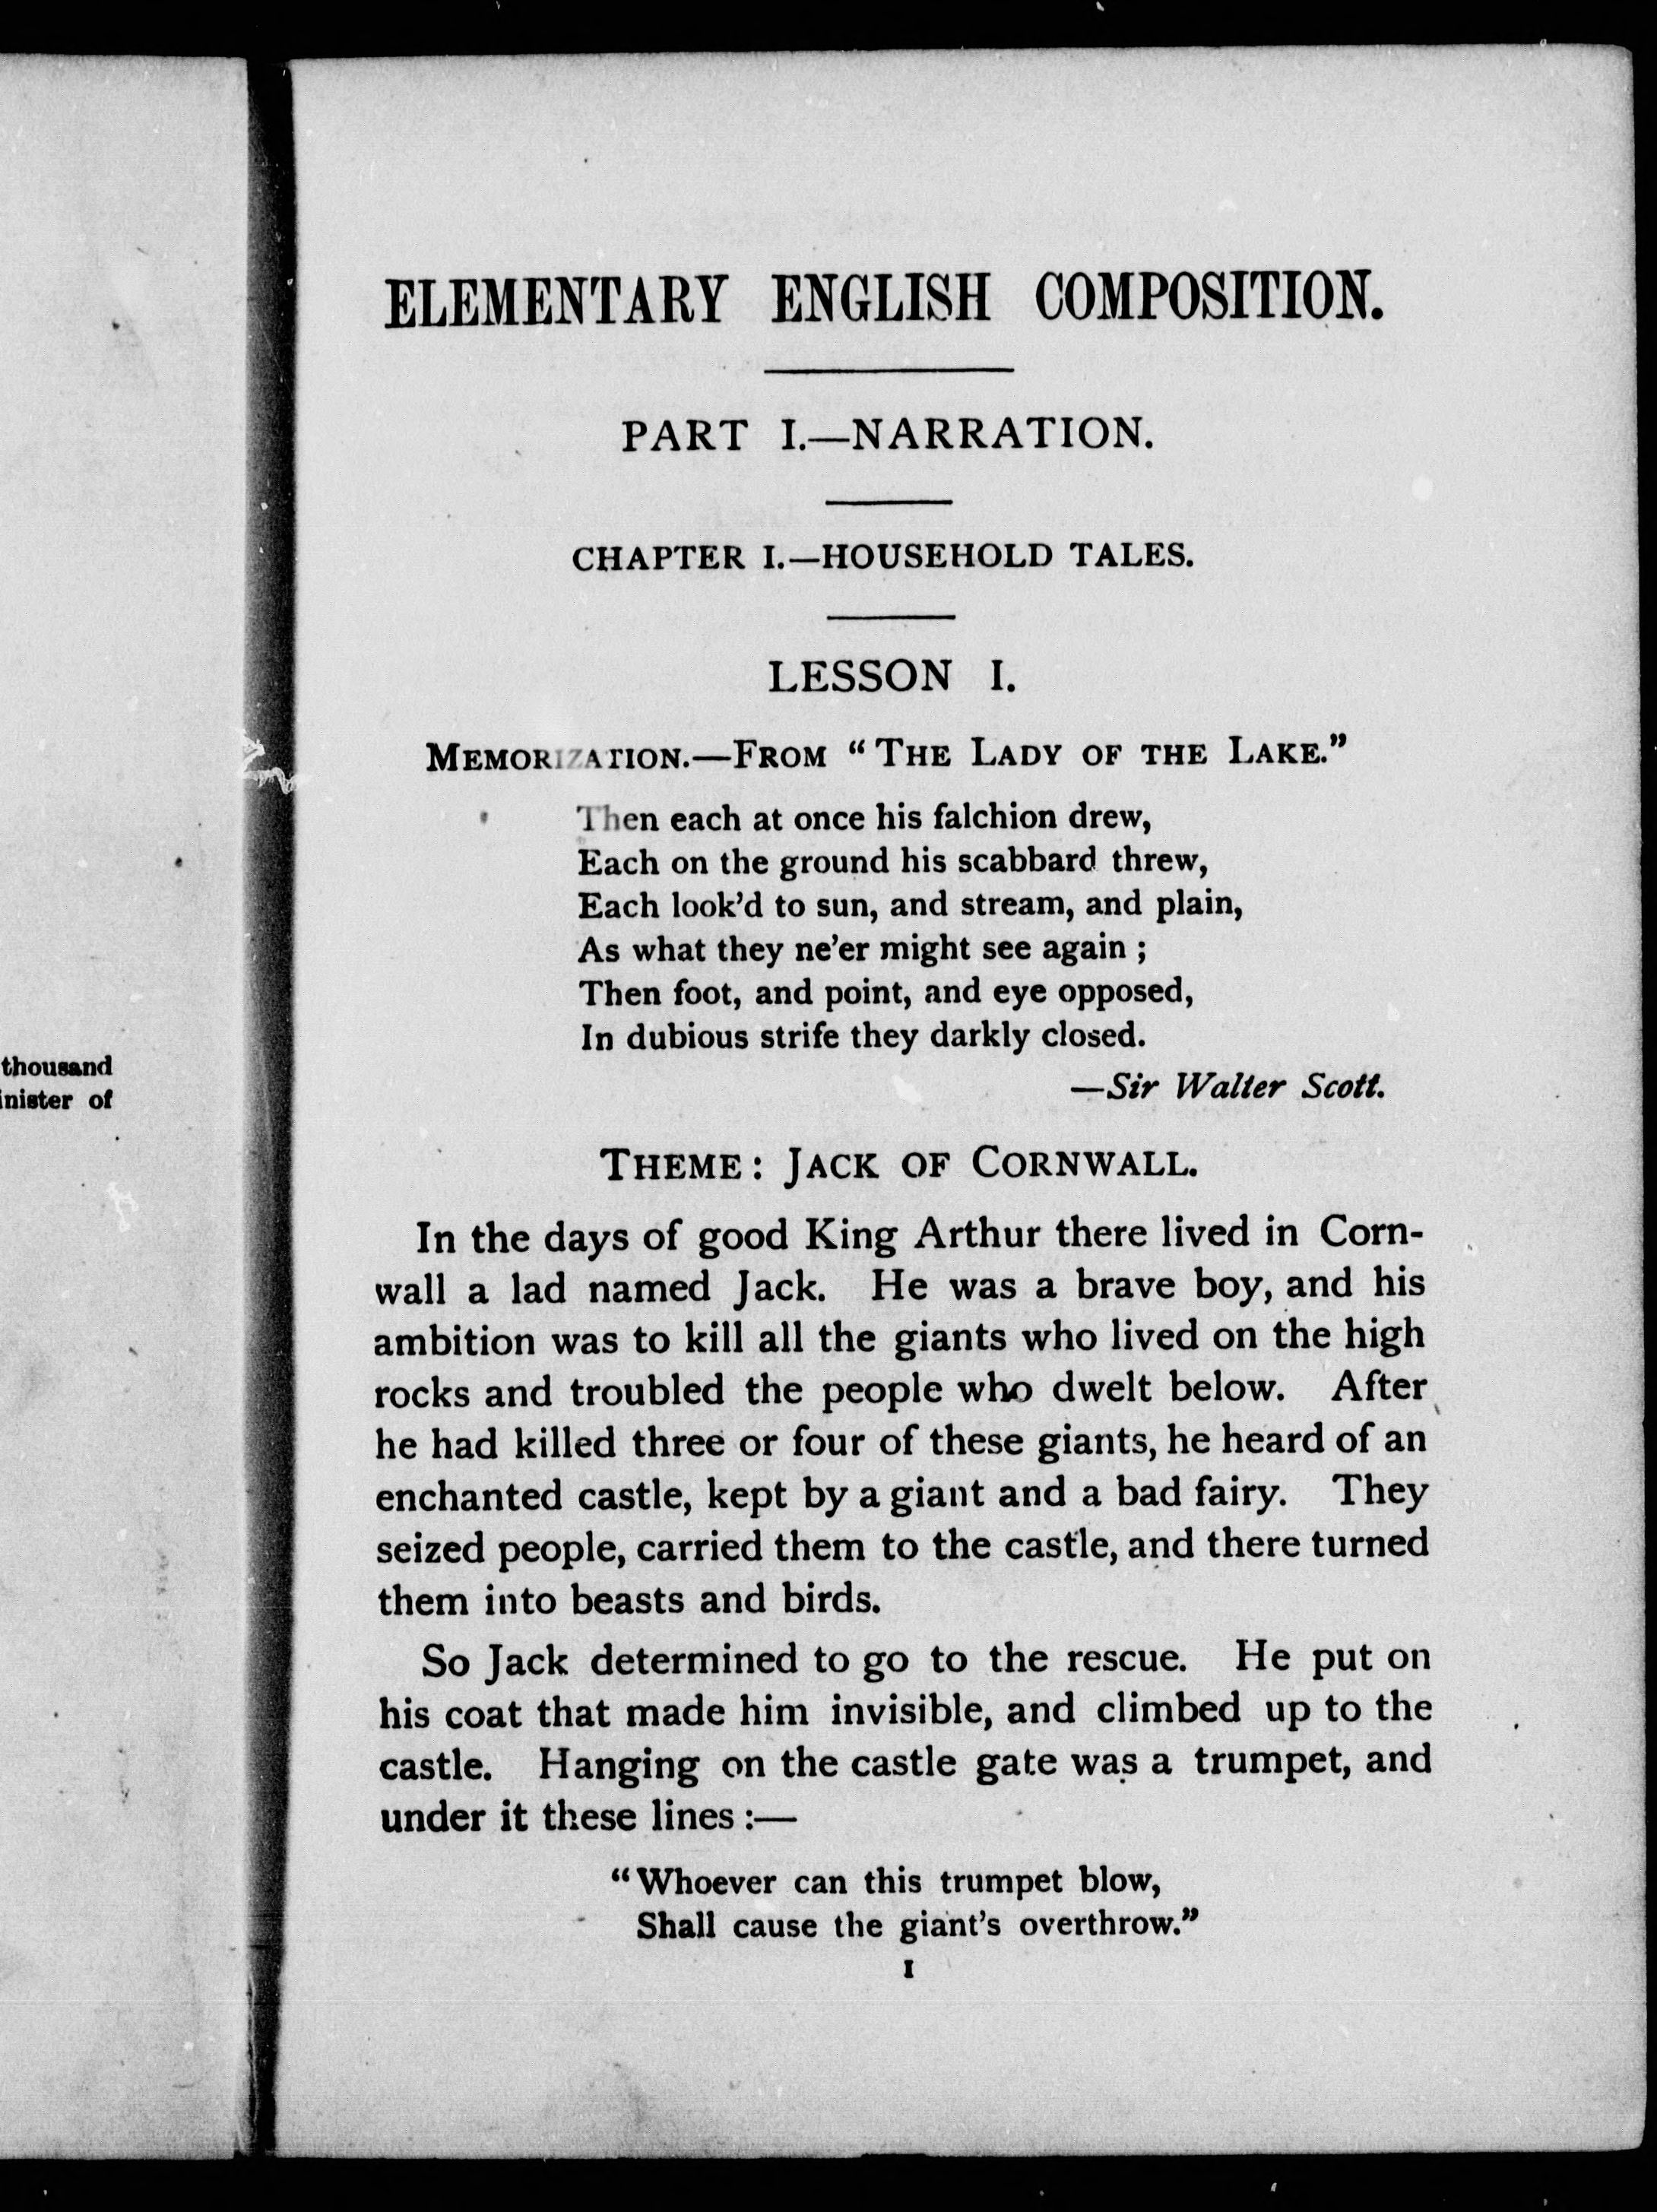 thousand
inister of
ELEMENTARY ENGLISH COMPOSITION.
PART I.—NARRATION.
CHAPTER I.—HOUSEHOLD TALES.
LESSON I.
MEMORIZATION.—FROM “THE LADY OF THE LAKE.”
Then each at once his falchion drew,
Each on the ground his scabbard threw,
Each look’d to sun, and stream, and plain,
As what they ne’er might see again ;
Then foot, and point, and eye opposed,
In dubious strife they darkly closed.
—Sir Walter Scott.
THEME: JACK OF CORNWALL.
In the days of good King Arthur there lived in Corn-
wall a lad named Jack. He was a brave boy, and his
ambition was to kill all the giants who lived on the high
rocks and troubled the people who dwelt below. After
he had killed three or four of these giants, he heard of an
enchanted castle, kept by a giant and a bad fairy. They
seized people, carried them to the castle, and there turned
them into beasts and birds.
So Jack determined to go to the rescue. He put on
his coat that made him invisible, and climbed up to the
castle. Hanging on the castle gate was a trumpet, and
under it these lines :—
“Whoever can this trumpet blow,
Shall cause the giant’s overthrow.”
I